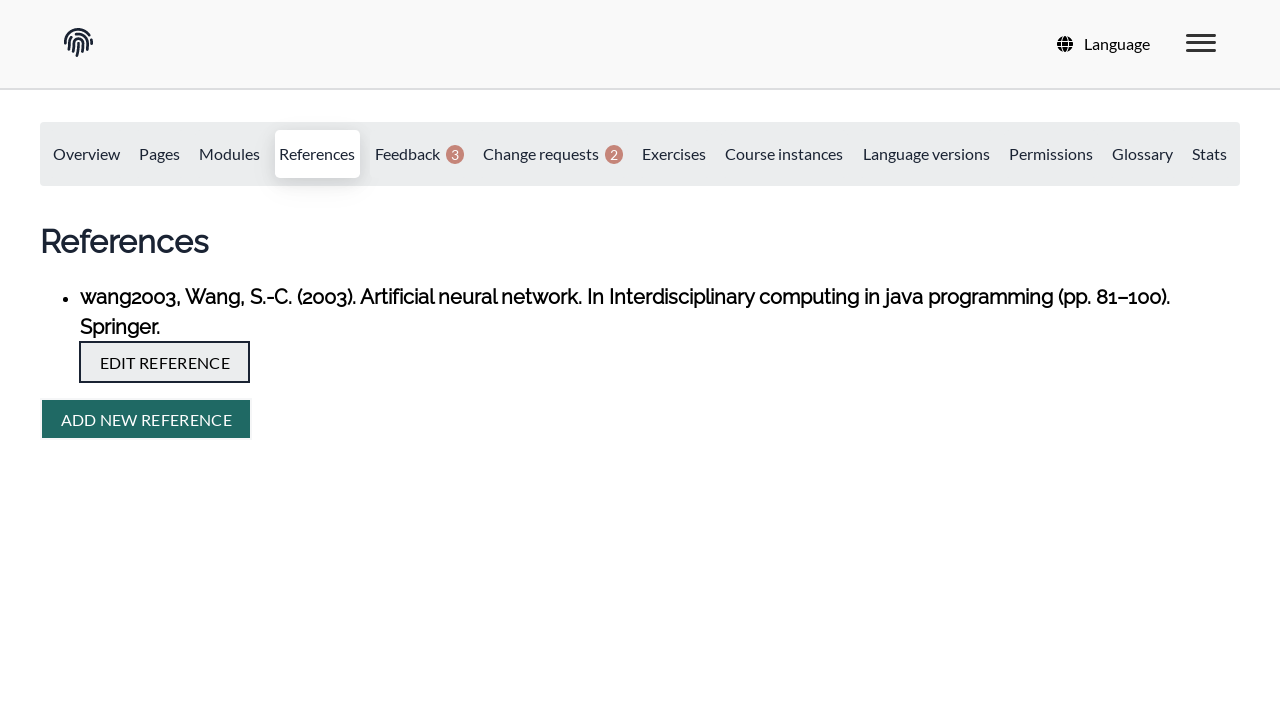 Language
Overview Pages Modules References Feedback 3 Change requests 2 Exercises Course instances Language versions Permissions Glossary Stats
References
• wang2003, Wang, S.-C. (2003). Artificial neural network. In Interdisciplinary computing in java programming (pp. 81–100).
Springer.
EDIT REFERENCE
ADD NEW REFERENCE